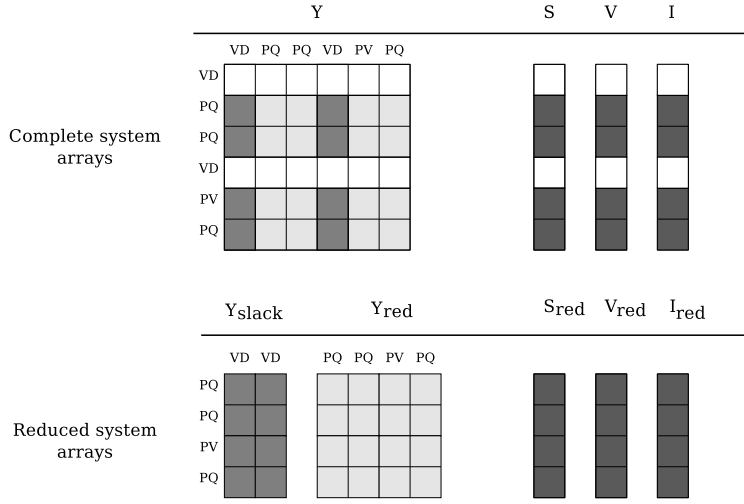 Y S V I
VD PQ PQ VD PV PQ
VD
PQ
PQ
VD
PV
PQ
Complete system
arrays
Yslack Yred Sred Vred Ired
VD VD PQ PQ PV PQ
PQ
PQ
PV
PQ
Reduced system
arrays